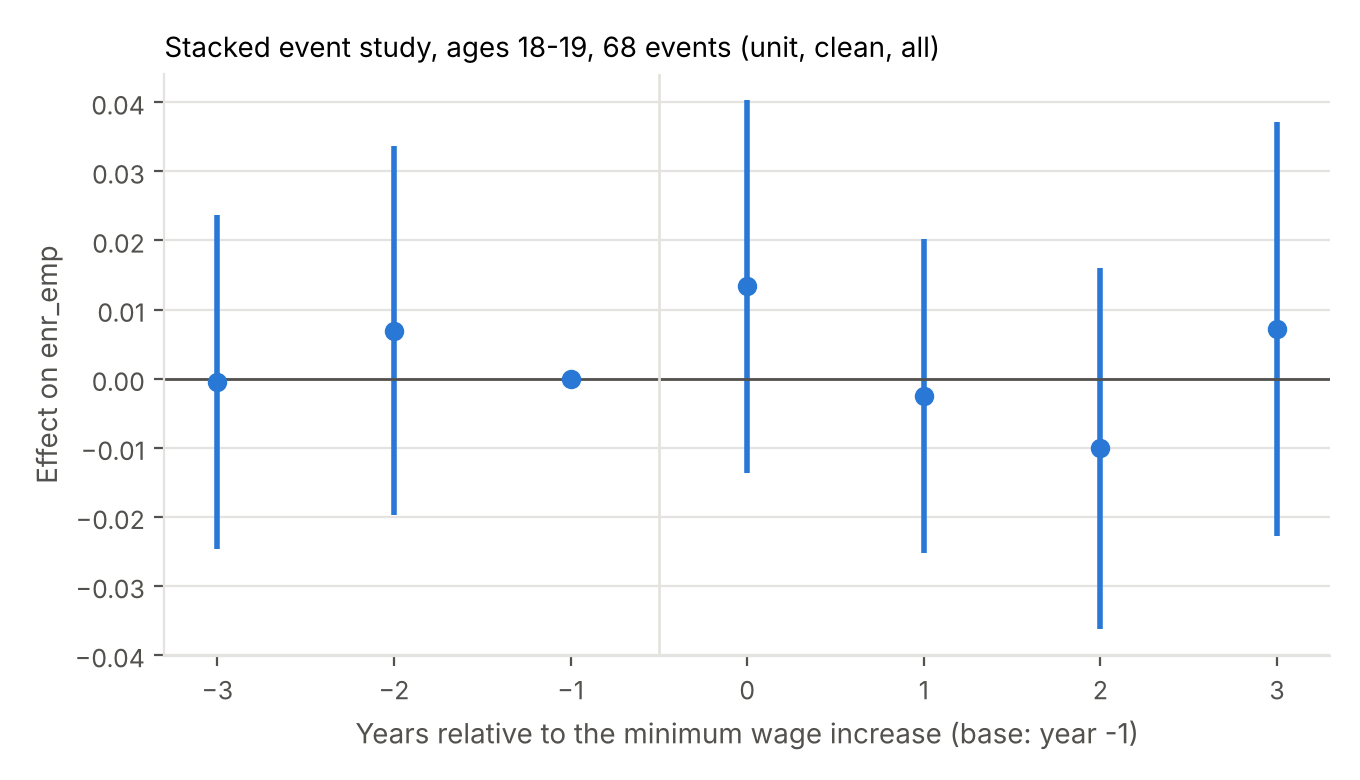 Stacked event study, ages 18-19, 68 events (unit, clean, all)
Effect on enr_emp
0.04
0.03
0.02
0.01
0.00
−0.01
−0.02
−0.03
−0.04
−3 −2 −1 0 1 2 3
Years relative to the minimum wage increase (base: year -1)